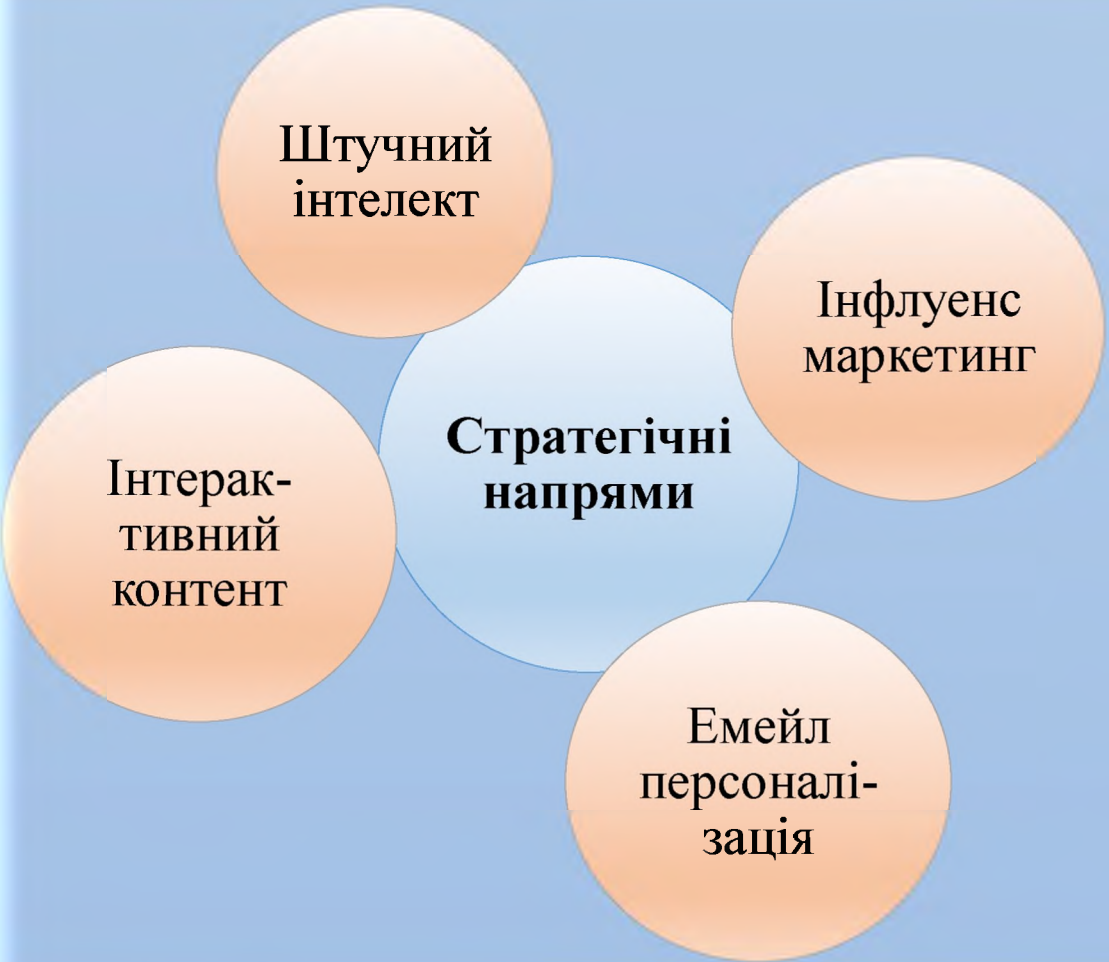 Штучний
інтелект
Інфлуенс
маркетинг
Стратегічні
напрями
Інтерак-
тивний
контент
Емейл
персоналі-
зація